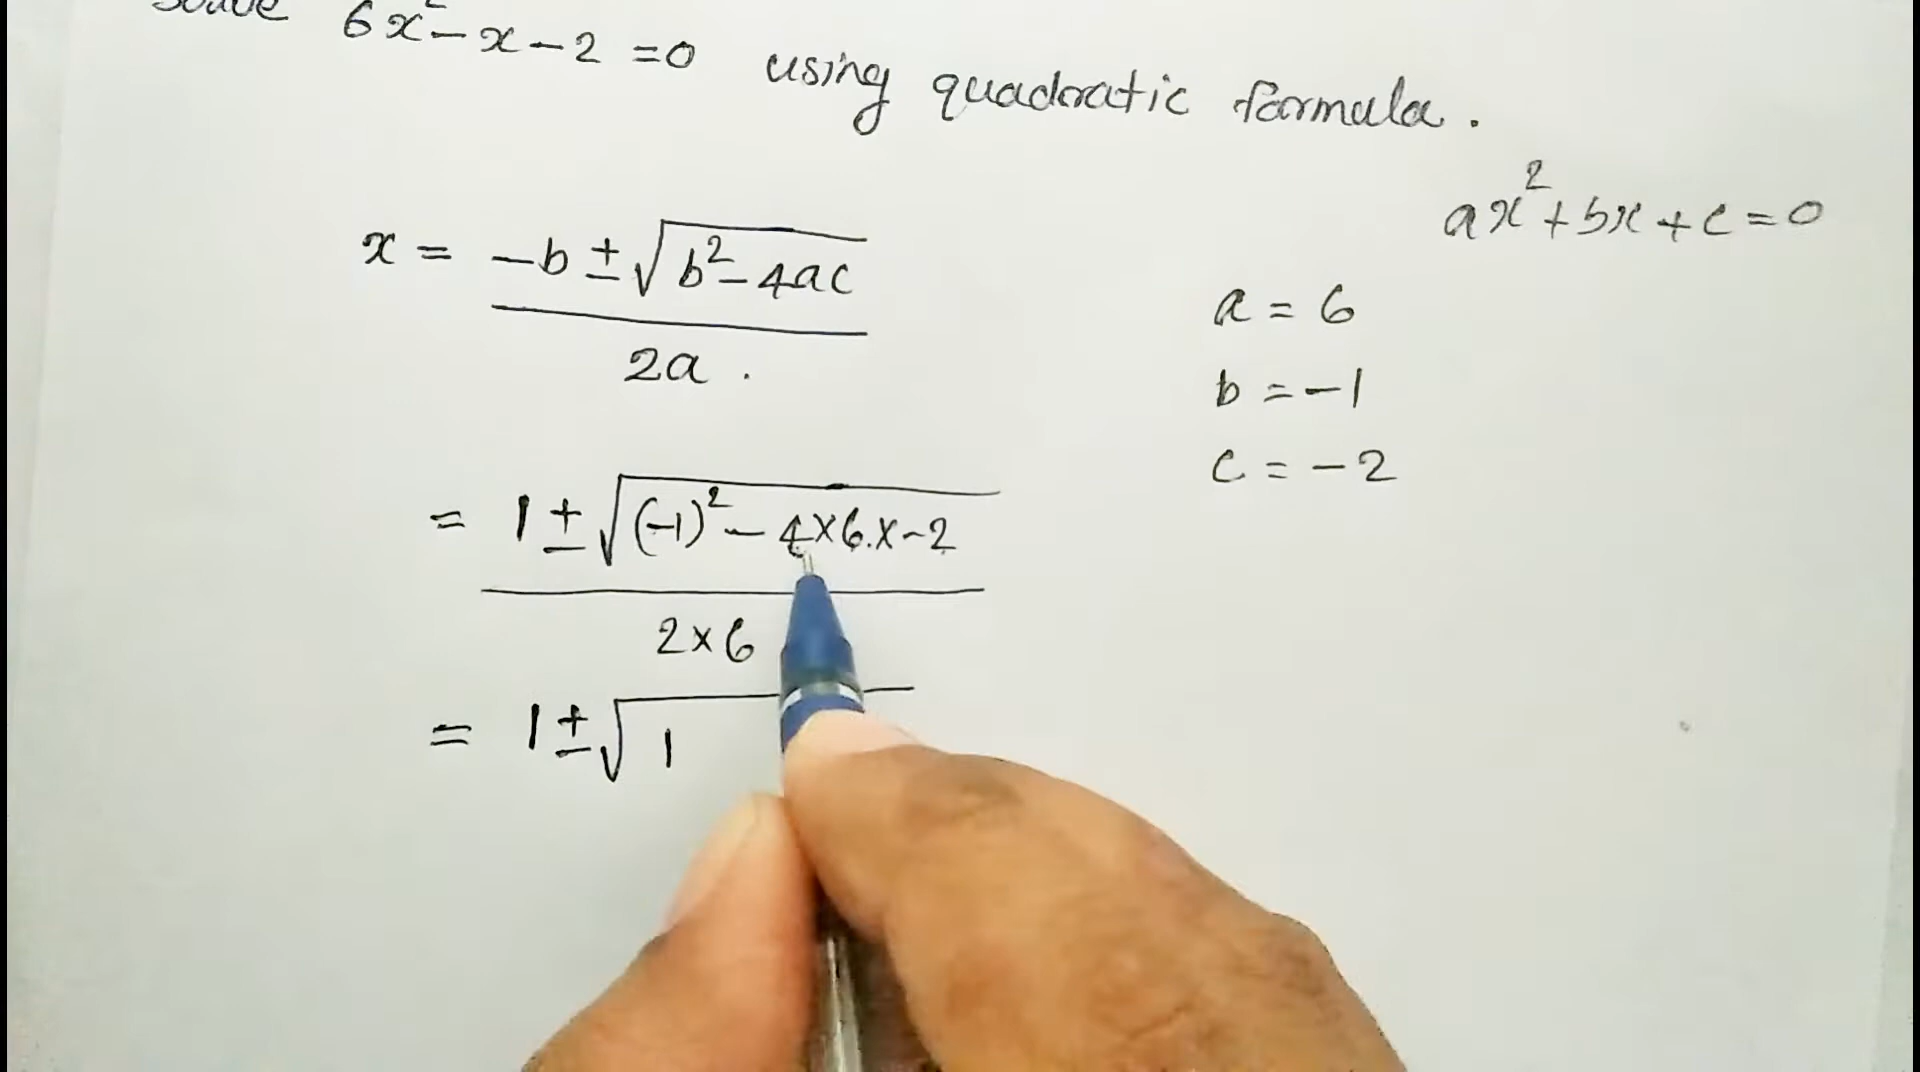 6x²-x-2 =0 using quadratic formula.
ax²+bx+c=0
x = -b ± √b²-4ac
2a.
a = 6
b = -1
c = -2
= 1 ± √(-1)² - 4×6×-2
2×6
= 1 ± √1